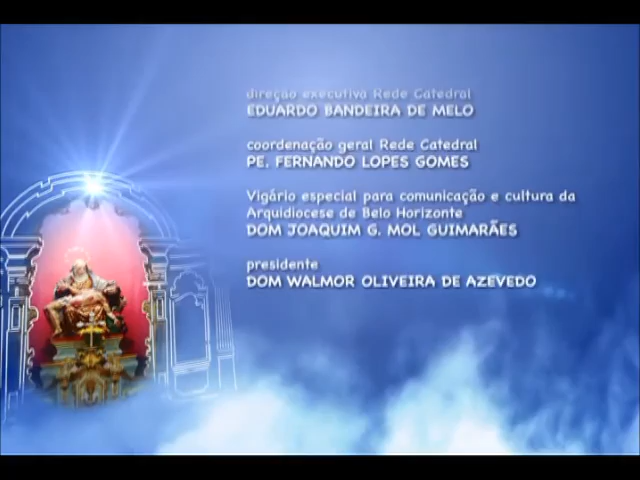 direção executiva Rede Catedral
EDUARDO BANDEIRA DE MELO
coordenação geral Rede Catedral
PE. FERNANDO LOPES GOMES
Vigário especial para comunicação e cultura da
Arquidiocese de Belo Horizonte
DOM JOAQUIM G. MOL GUIMARÃES
presidente
DOM WALMOR OLIVEIRA DE AZEVEDO